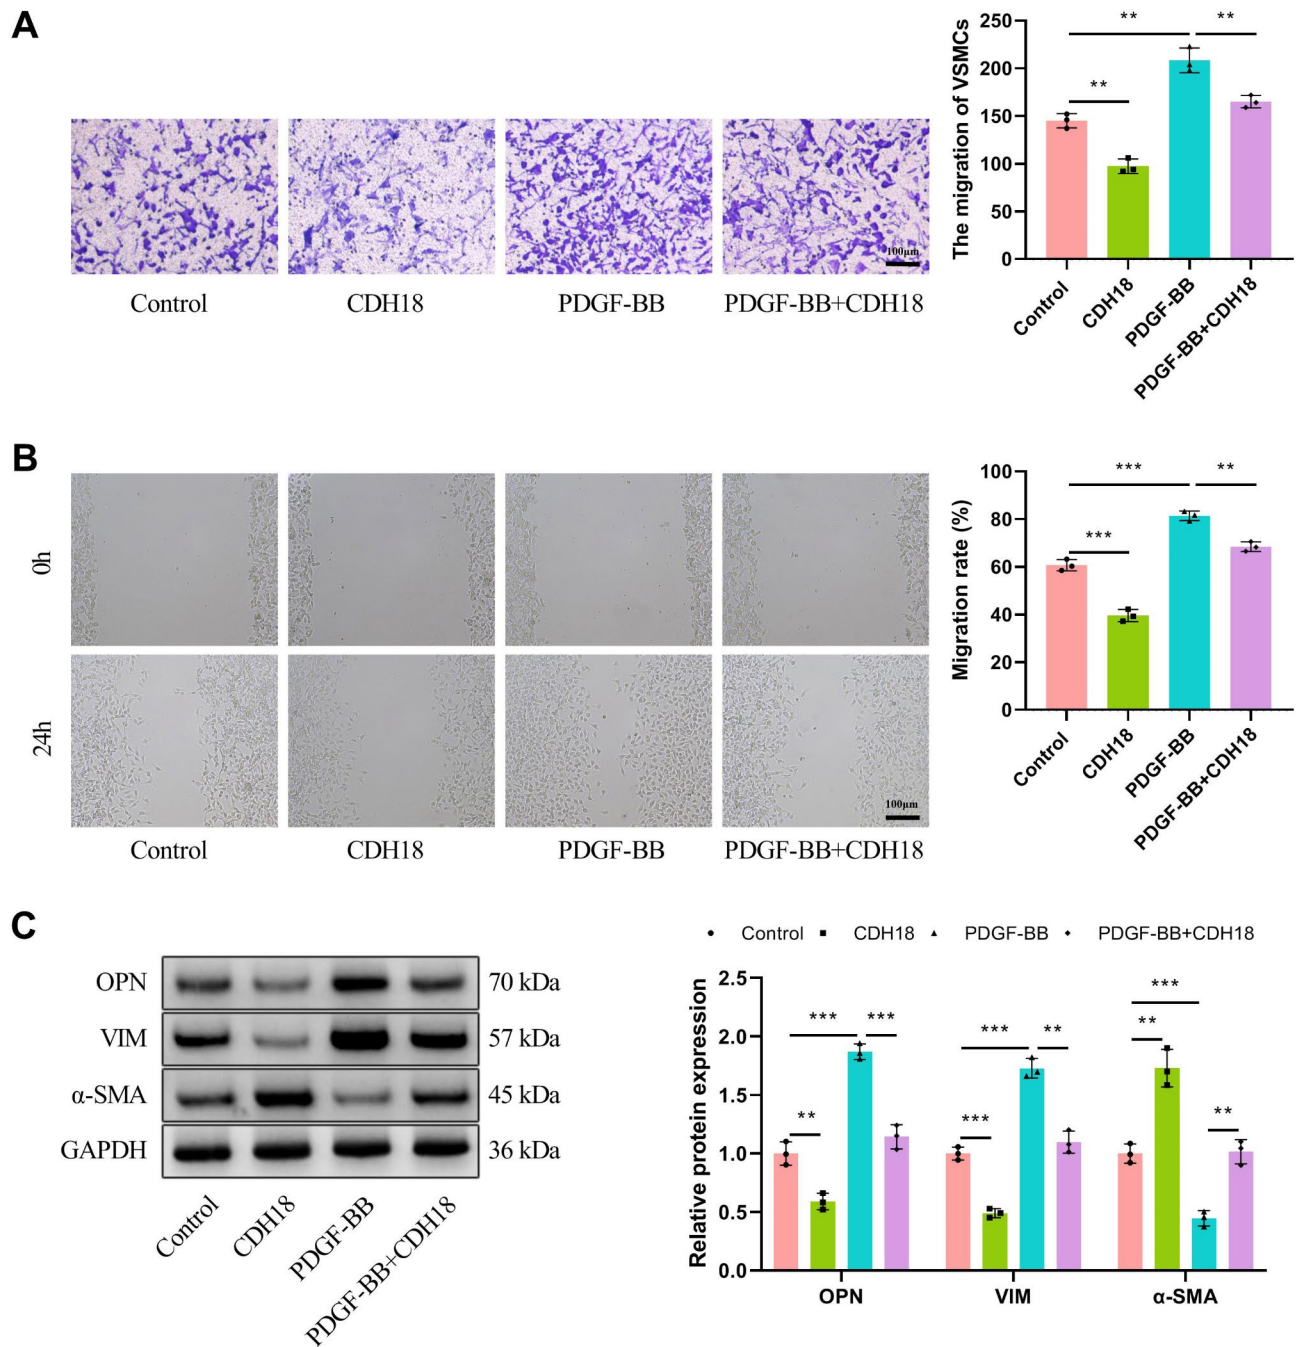 A
100μm
Control
CDH18
PDGF-BB
PDGF-BB+CDH18
The migration of VSMCs
250
200
150
100
50
0
**
**
**
Control
CDH18
PDGF-BB
PDGF-BB+CDH18
B
0h
24h
100μm
Control
CDH18
PDGF-BB
PDGF-BB+CDH18
Migration rate (%)
100
80
60
40
20
0
***
**
***
Control
CDH18
PDGF-BB
PDGF-BB+CDH18
C
OPN
70 kDa
VIM
57 kDa
α-SMA
45 kDa
GAPDH
36 kDa
Control
CDH18
PDGF-BB
PDGF-BB+CDH18
Control
CDH18
PDGF-BB
PDGF-BB+CDH18
Relative protein expression
2.5
2.0
1.5
1.0
0.5
0.0
***
***
**
***
**
***
***
**
**
OPN
VIM
α-SMA